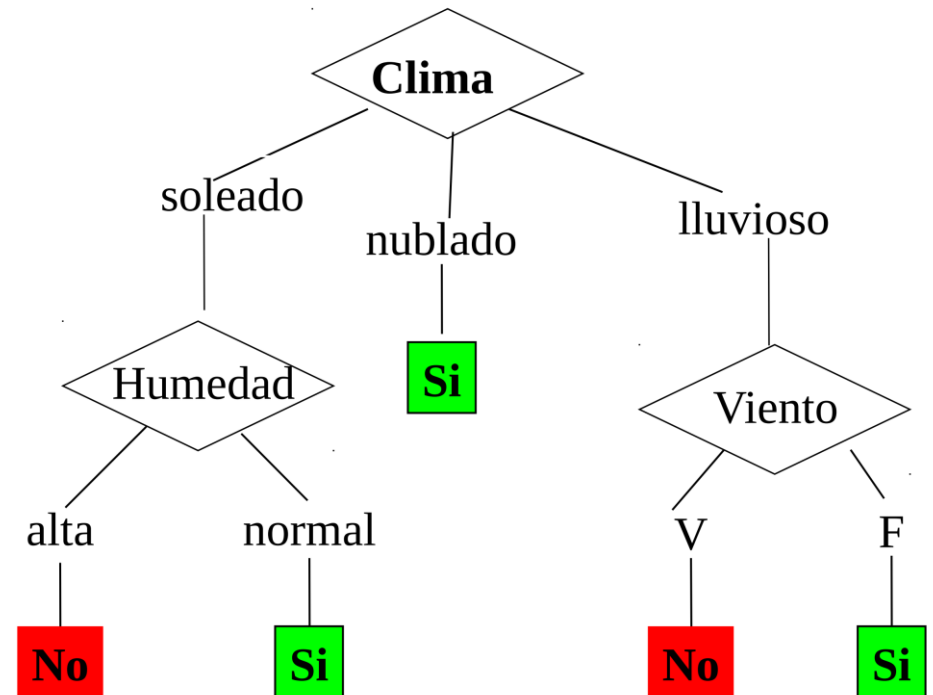 Clima
soleado
nublado
lluvioso
Humedad
Si
Viento
alta
normal
V
F
No
Si
No
Si